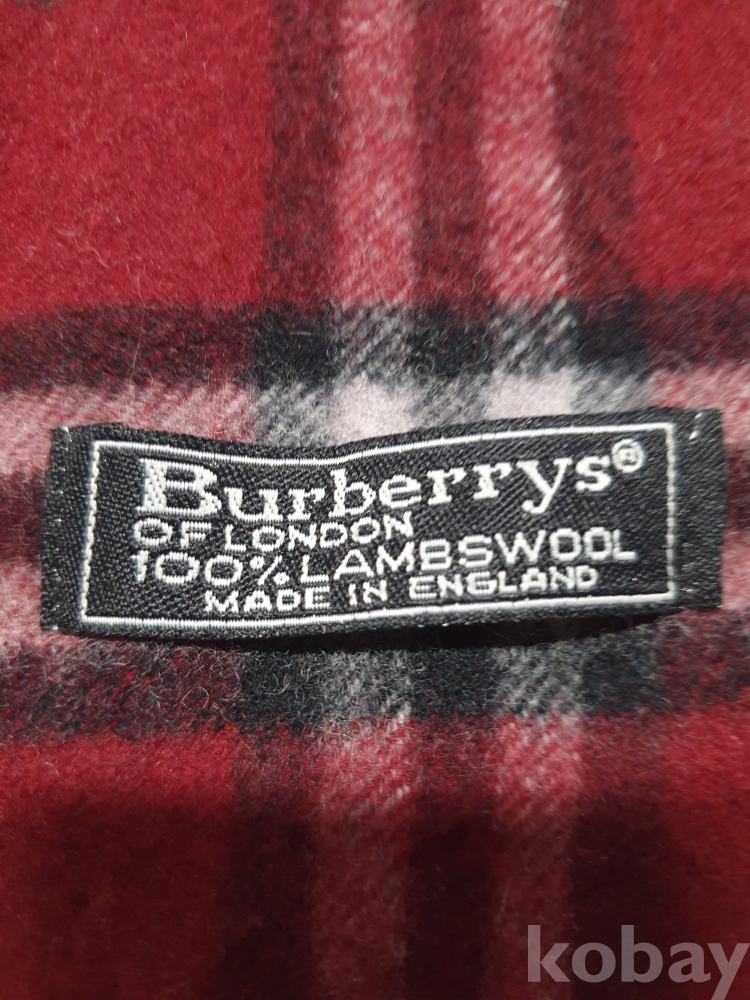 Burberrys®
OF LONDON
100% LAMBSWOOL
MADE IN ENGLAND
kobay